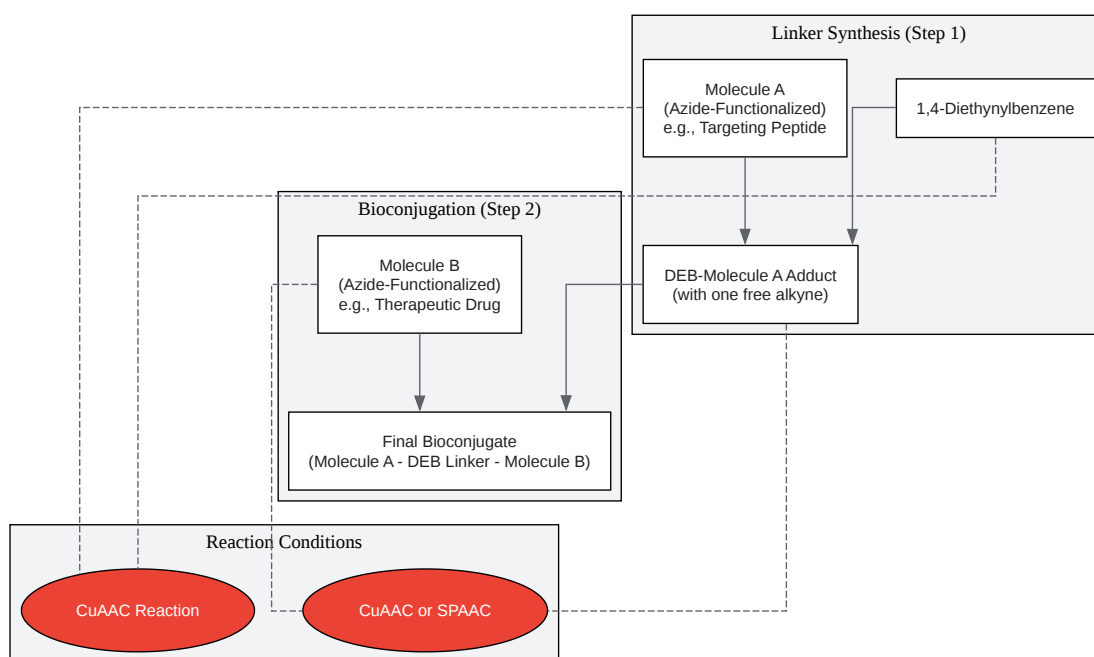 Linker Synthesis (Step 1)
Molecule A
(Azide-Functionalized)
e.g., Targeting Peptide
1,4-Diethynylbenzene
DEB-Molecule A Adduct
(with one free alkyne)
Bioconjugation (Step 2)
Molecule B
(Azide-Functionalized)
e.g., Therapeutic Drug
Final Bioconjugate
(Molecule A - DEB Linker - Molecule B)
Reaction Conditions
CuAAC Reaction
CuAAC or SPAAC